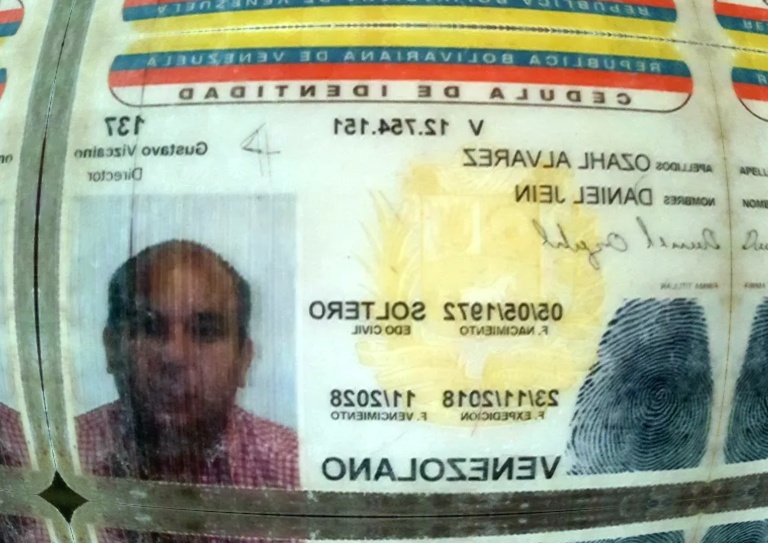 REPUBLICA BOLIVARIANA DE VENEZUELA
REPUBLICA BOLIVARIANA DE VENEZUELA
CEDULA DE IDENTIDAD
V 12.754.151
137
Gustavo Vizcaino
Director
APELLIDOS OZAHL ALVAREZ
NOMBRES DANIEL JEIN
FIRMA TITULAR
05/05/1972 SOLTERO
F. NACIMIENTO EDO CIVIL
23/11/2018 11/2028
F. EXPEDICION F. VENCIMIENTO
VENEZOLANO